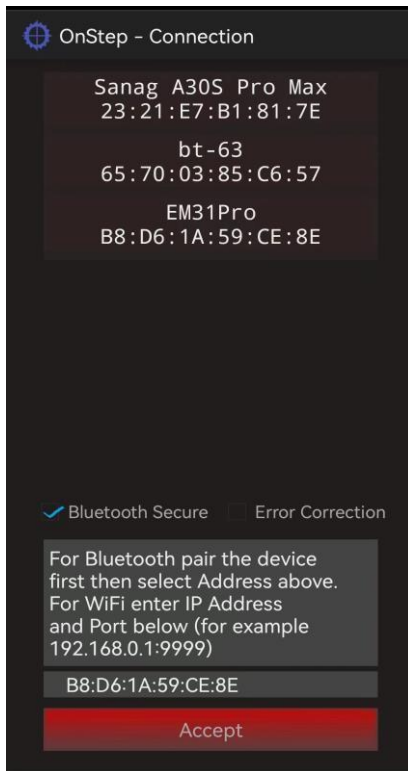 OnStep - Connection
Sanag A30S Pro Max
23:21:E7:B1:81:7E
bt-63
65:70:03:85:C6:57
EM31Pro
B8:D6:1A:59:CE:8E
Bluetooth Secure Error Correction
For Bluetooth pair the device
first then select Address above.
For WiFi enter IP Address
and Port below (for example
192.168.0.1:9999)
B8:D6:1A:59:CE:8E
Accept